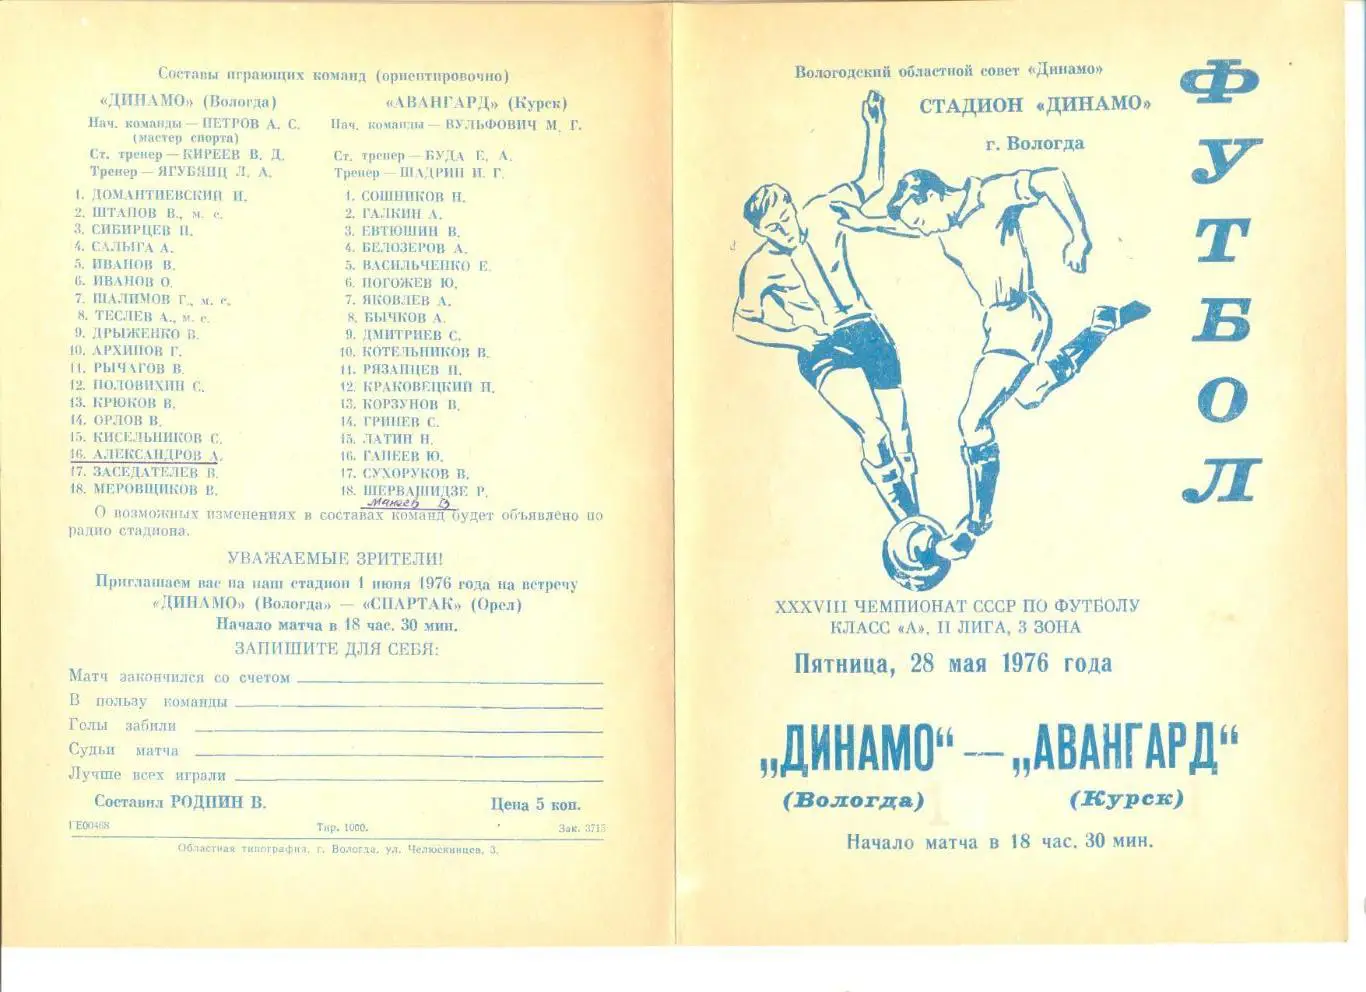 Составы играющих команд (ориентировочно)
«ДИНАМО» (Вологда)
Нач. команды — ПЕТРОВ А. С.
(мастер спорта)
Ст. тренер — КИРЕЕВ В. Д.
Тренер — ЯГУБЯНЦ Л. А.
1. ДОМАНТИЕВСКИЙ И.
2. ШТАПОВ В., м. с.
3. СИБИРЦЕВ Н.
4. САЛЫГА А.
5. ИВАНОВ В.
6. ИВАНОВ О.
7. ШАЛИМОВ Г., м. с.
8. ТЕСЛЕВ А., м. с.
9. ДРЫЖЕНКО В.
10. АРХИПОВ Г.
11. РЫЧАГОВ В.
12. ПОЛОВИХИН С.
13. КРЮКОВ В.
14. ОРЛОВ В.
15. КИСЕЛЬНИКОВ С.
16. АЛЕКСАНДРОВ А.
17. ЗАСЕДАТЕЛЕВ В.
18. МЕРОВЩИКОВ В.
«АВАНГАРД» (Курск)
Нач. команды — ВУЛЬФОВИЧ М. Г.
Ст. тренер — БУДА Е. А.
Тренер — ШАДРИН И. Г.
1. СОШНИКОВ Н.
2. ГАЛКИН А.
3. ЕВТЮШИН В.
4. БЕЛОЗЕРОВ А.
5. ВАСИЛЬЧЕНКО Е.
6. ПОГОЖЕВ Ю.
7. ЯКОВЛЕВ А.
8. БЫЧКОВ А.
9. ДМИТРИЕВ С.
10. КОТЕЛЬНИКОВ В.
11. РЯЗАНЦЕВ Н.
12. КРАКОВЕЦКИЙ П.
13. КОРЗУНОВ В.
14. ГРИНЕВ С.
15. ЛАТИН Н.
16. ГАНЕЕВ Ю.
17. СУХОРУКОВ В.
18. ШЕРВАШИДЗЕ Р.
О возможных изменениях в составах команд будет объявлено по
радио стадиона.
УВАЖАЕМЫЕ ЗРИТЕЛИ!
Приглашаем вас на наш стадион 1 июня 1976 года на встречу
«ДИНАМО» (Вологда» — «СПАРТАК» (Орел)
Начало матча в 18 час. 30 мин.
ЗАПИШИТЕ ДЛЯ СЕБЯ:
Матч закончился со счетом
В пользу команды
Голы забили
Судьи матча
Лучше всех играли
Составил РОДПИН В. Цена 5 коп.
ГЕ00468 Тир. 1000. Зак. 3715
Областная типография, г. Вологда, ул. Челюскинцев, 3.
Вологодский областной совет «Динамо»
СТАДИОН «ДИНАМО»
г. Вологда
ФУТБОЛ
XXXVIII ЧЕМПИОНАТ СССР ПО ФУТБОЛУ
КЛАСС «А», II ЛИГА, 3 ЗОНА
Пятница, 28 мая 1976 года
„ДИНАМО“ — „АВАНГАРД“
(Вологда) (Курск)
Начало матча в 18 час. 30 мин.